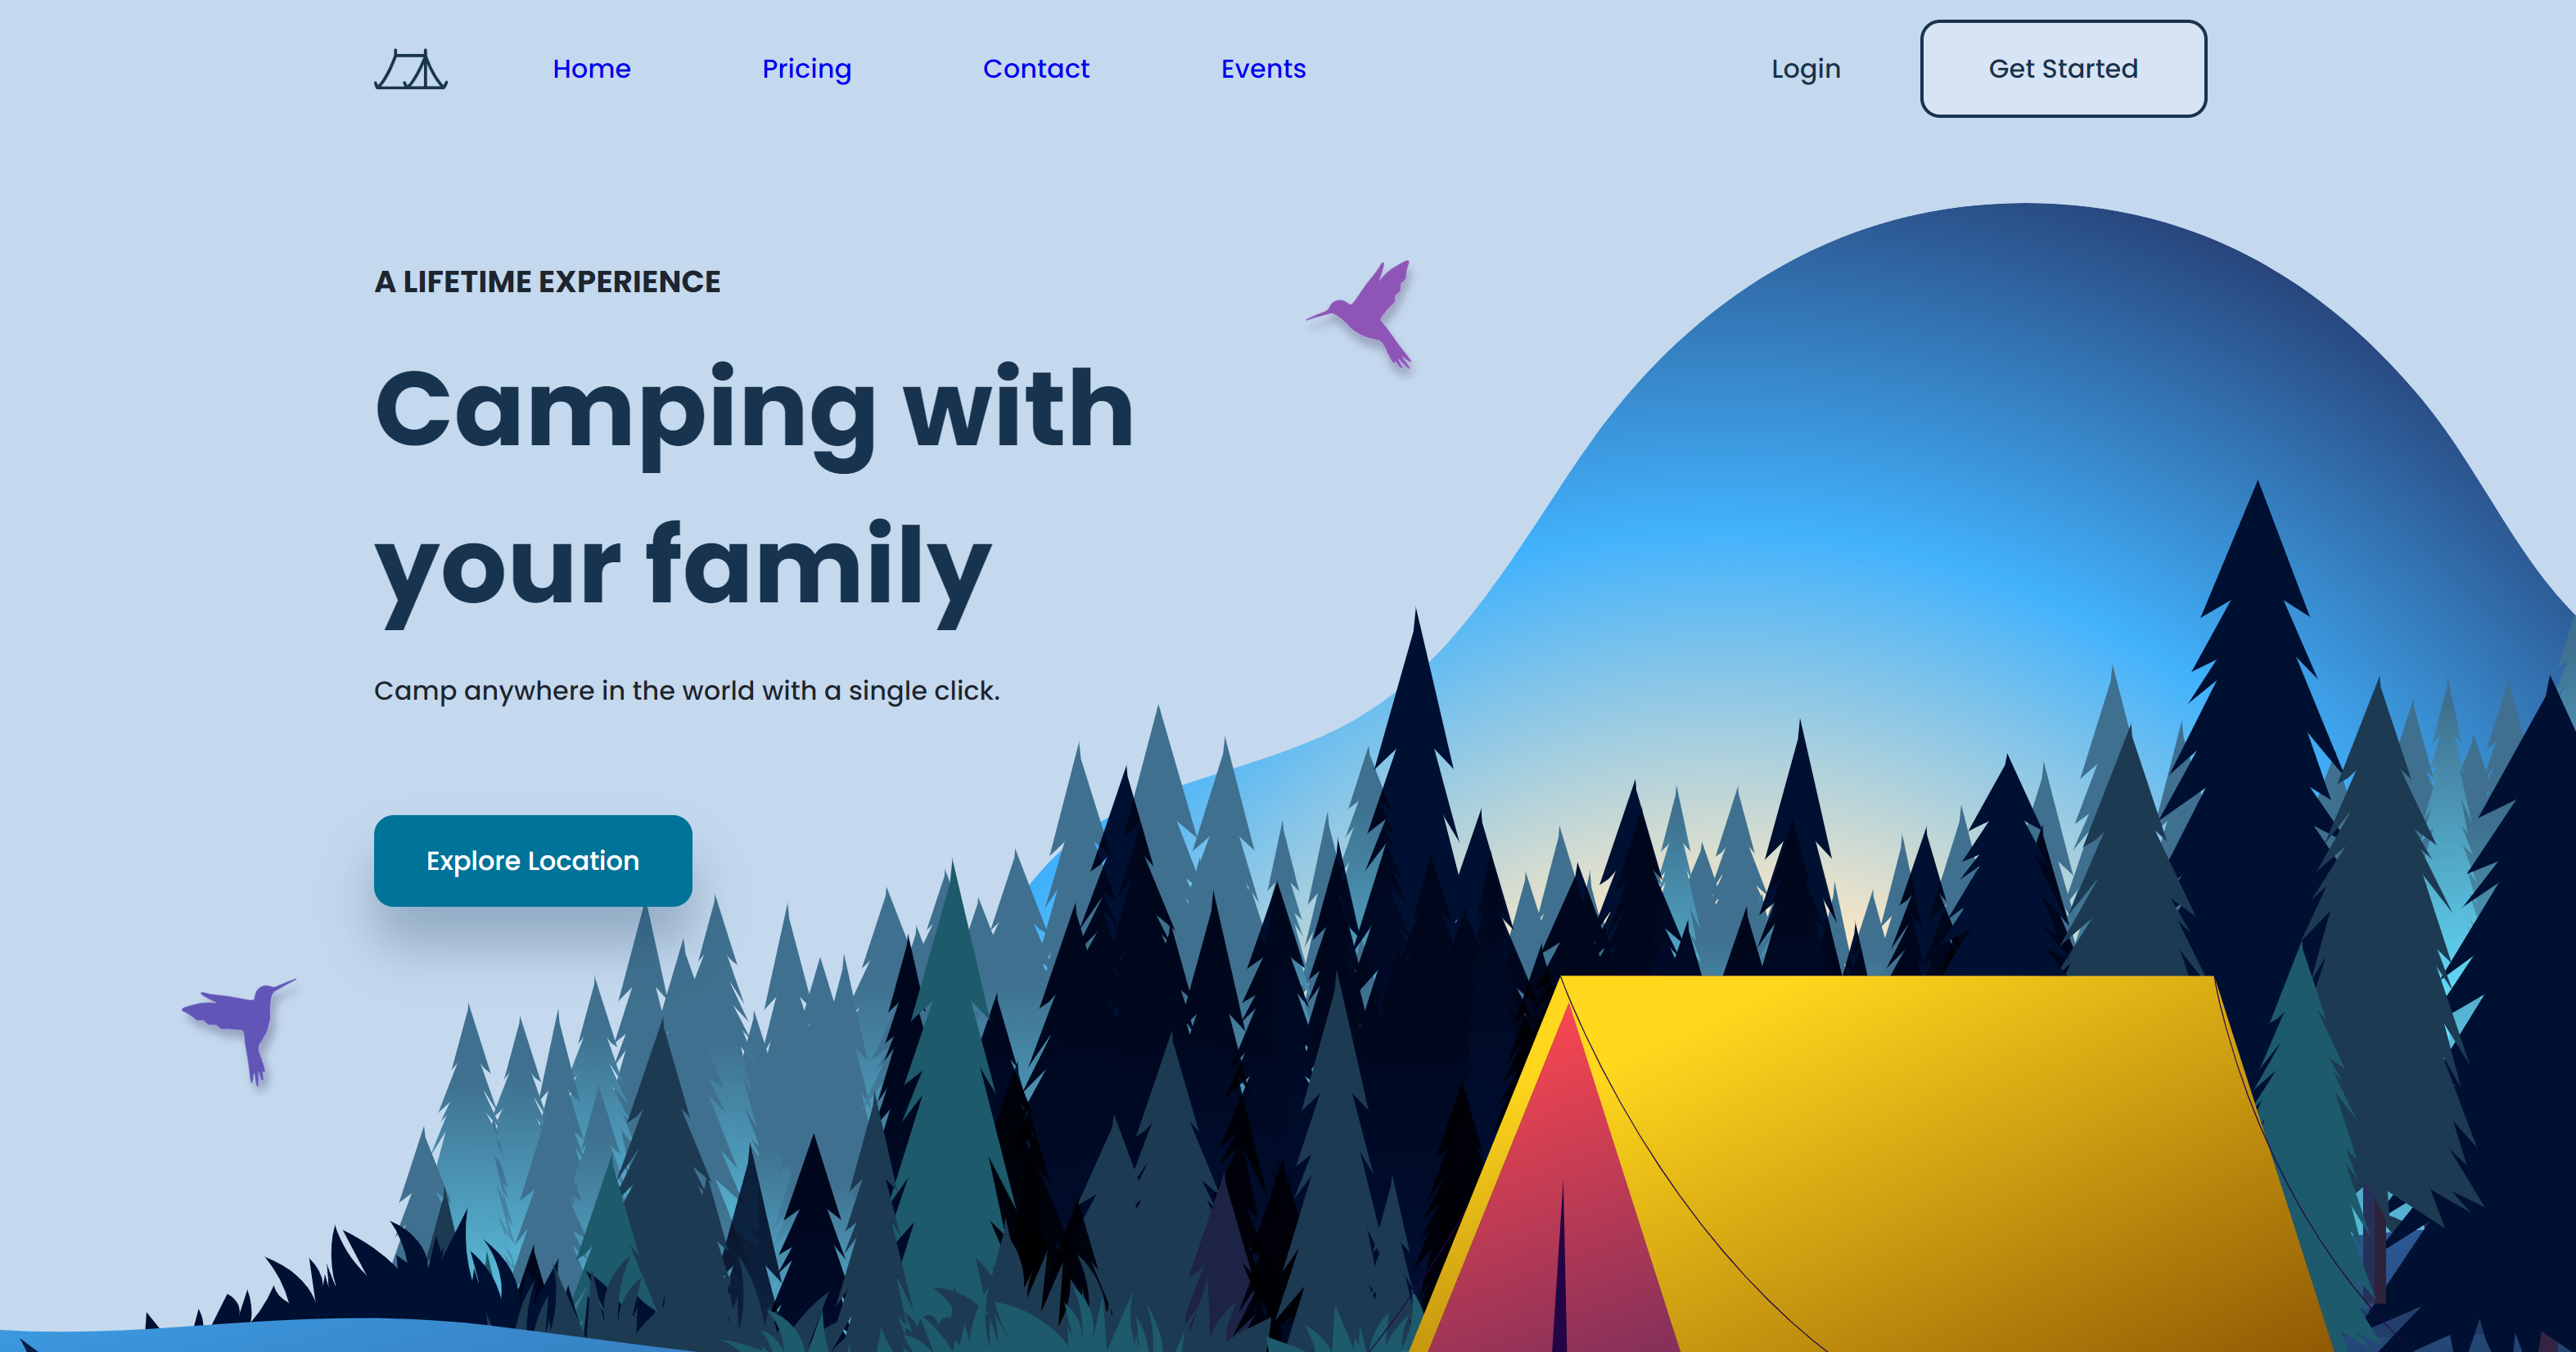 Home
Pricing
Contact
Events
Login
Get Started
A LIFETIME EXPERIENCE
Camping with
your family
Camp anywhere in the world with a single click.
Explore Location